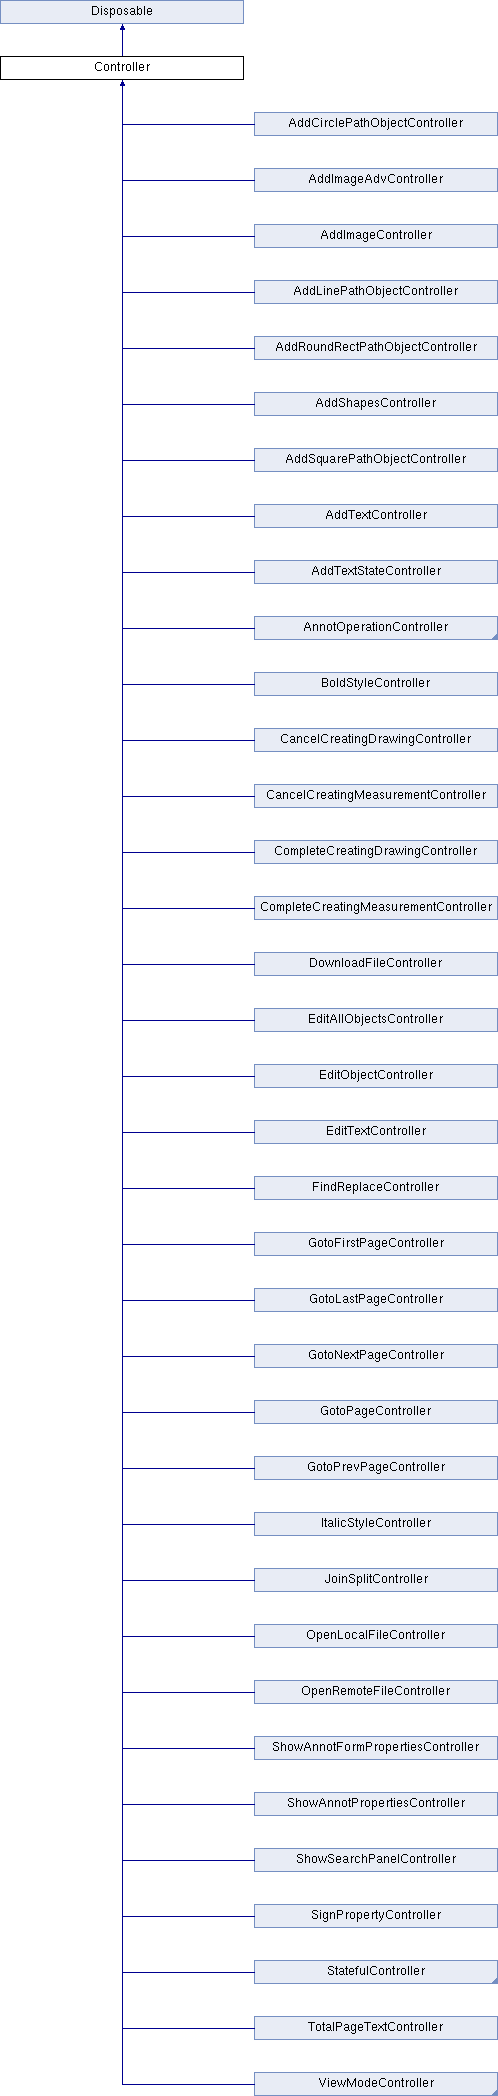 Disposable
Controller
AddCirclePathObjectController
AddImageAdvController
AddImageController
AddLinePathObjectController
AddRoundRectPathObjectController
AddShapesController
AddSquarePathObjectController
AddTextController
AddTextStateController
AnnotOperationController
BoldStyleController
CancelCreatingDrawingController
CancelCreatingMeasurementController
CompleteCreatingDrawingController
CompleteCreatingMeasurementController
DownloadFileController
EditAllObjectsController
EditObjectController
EditTextController
FindReplaceController
GotoFirstPageController
GotoLastPageController
GotoNextPageController
GotoPageController
GotoPrevPageController
ItalicStyleController
JoinSplitController
OpenLocalFileController
OpenRemoteFileController
ShowAnnotFormPropertiesController
ShowAnnotPropertiesController
ShowSearchPanelController
SignPropertyController
StatefulController
TotalPageTextController
ViewModeController